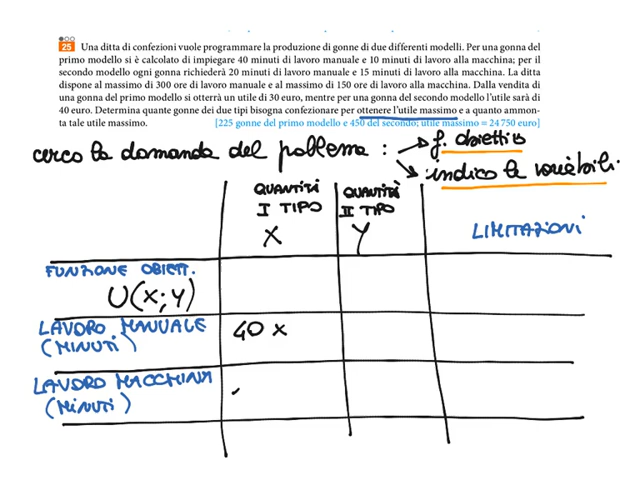 25 Una ditta di confezioni vuole programmare la produzione di gonne di due differenti modelli. Per una gonna del
primo modello si è calcolato di impiegare 40 minuti di lavoro manuale e 10 minuti di lavoro alla macchina; per il
secondo modello ogni gonna richiederà 20 minuti di lavoro manuale e 15 minuti di lavoro alla macchina. La ditta
dispone al massimo di 300 ore di lavoro manuale e al massimo di 150 ore di lavoro alla macchina. Dalla vendita di
una gonna del primo modello si otterrà un utile di 30 euro, mentre per una gonna del secondo modello l'utile sarà di
40 euro. Determina quante gonne dei due tipi bisogna confezionare per ottenere l'utile massimo e a quanto ammon-
ta tale utile massimo. [225 gonne del primo modello e 450 del secondo; utile massimo = 24 750 euro]
cerco la domanda del poblema : → f. obiettivo
→ indico le variabili.
QUANTITÀ I TIPO X
QUANTITÀ II TIPO Y
LIMITAZIONI
FUNZIONE OBIETT.
U(X;Y)
LAVORO MANUALE
(MINUTI)
40 x
LAVORO MACCHINA
(MINUTI)